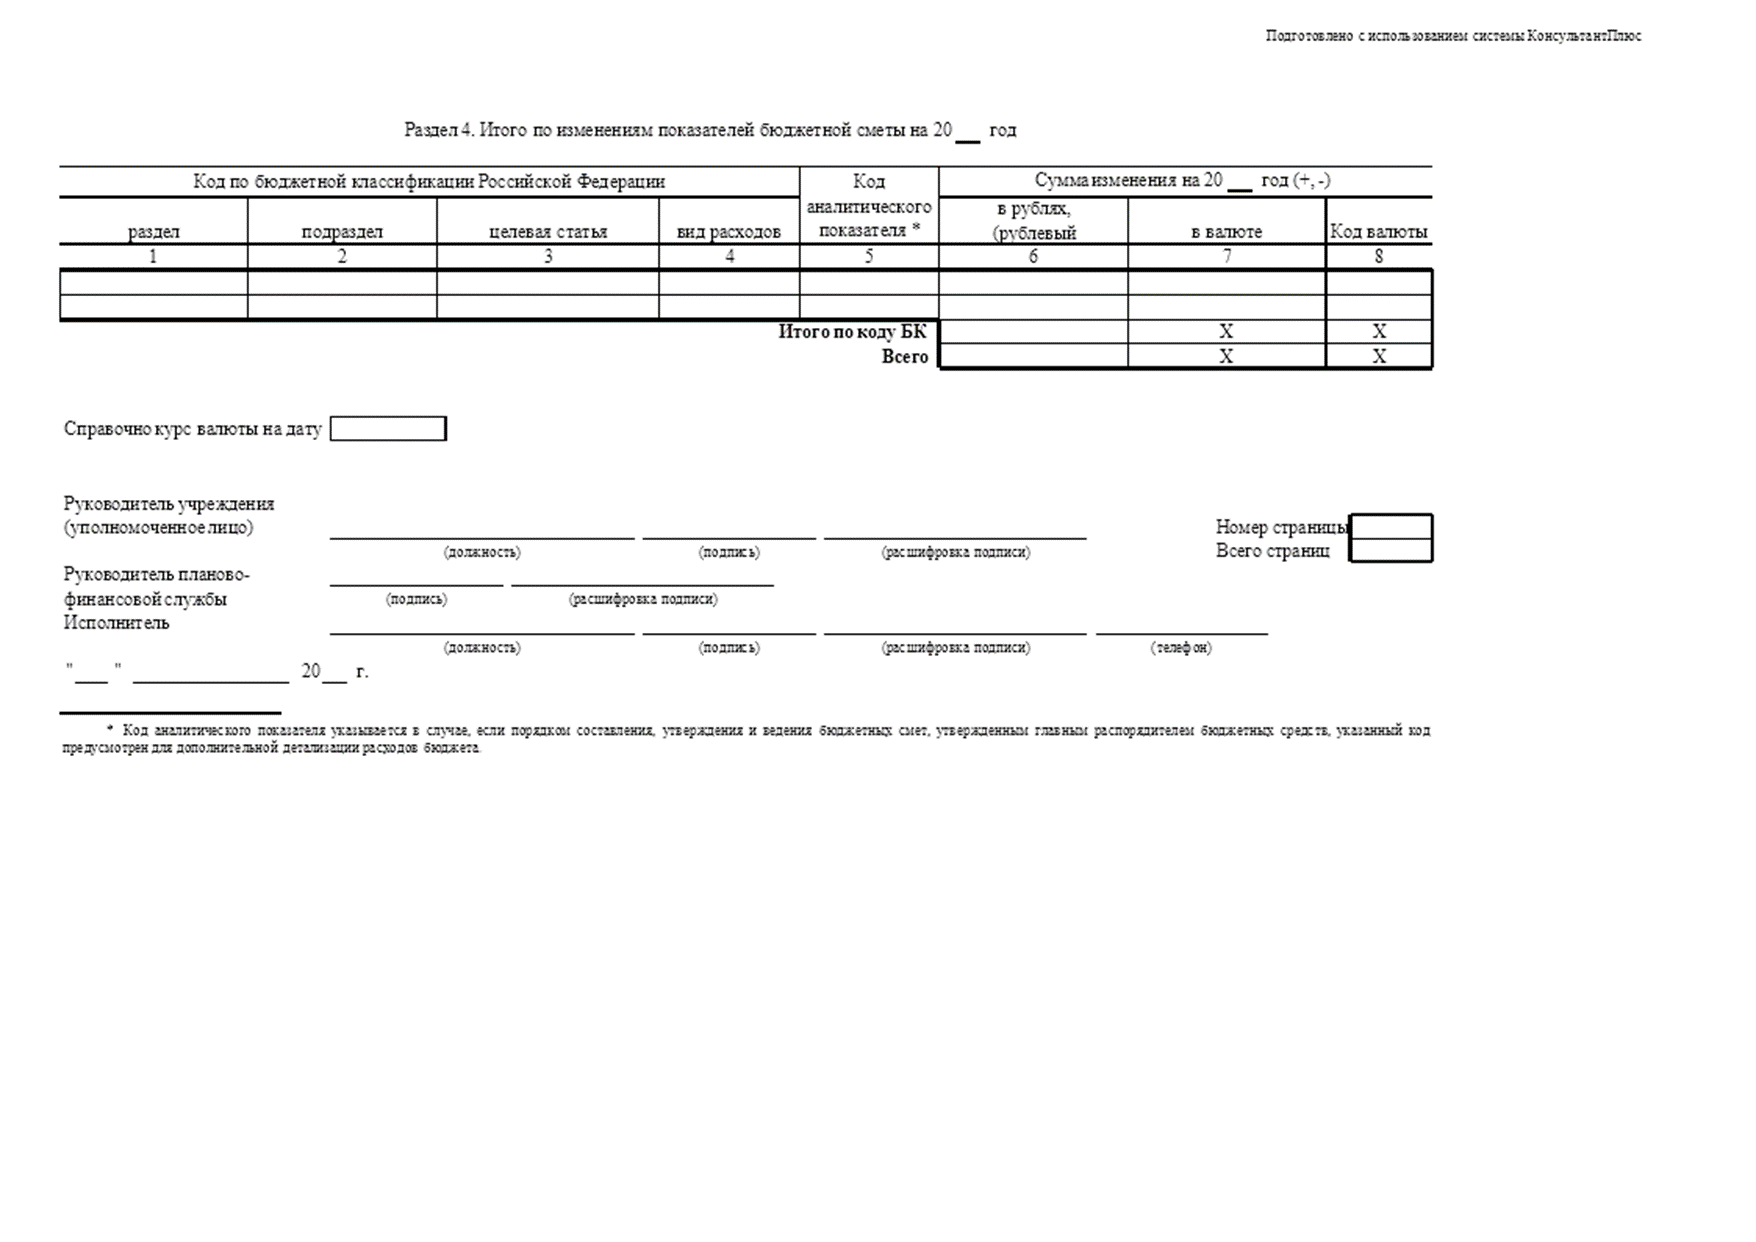 Подготовлено с использованием системы КонсультантПлюс
Раздел 4. Итого по изменениям показателей бюджетной сметы на 20 ___ год
Код по бюджетной классификации Российской Федерации
Код аналитического показателя *
Сумма изменения на 20 ___ год (+, -)
раздел
подраздел
целевая статья
вид расходов
в рублях,
(рублевый
в валюте
Код валюты
1 2 3 4 5 6 7 8
Итого по коду БК X X
Всего X X
Справочно курс валюты на дату
Руководитель учреждения
(уполномоченное лицо)
(должность) (подпись) (расшифровка подписи)
Номер страницы
Всего страниц
Руководитель планово-
финансовой службы
(подпись) (расшифровка подписи)
Исполнитель
(должность) (подпись) (расшифровка подписи) (телефон)
"___" ______________ 20___ г.
* Код аналитического показателя указывается в случае, если порядком составления, утверждения и ведения бюджетных смет, утвержденным главным распорядителем бюджетных средств, указанный код
предусмотрен для дополнительной детализации расходов бюджета.